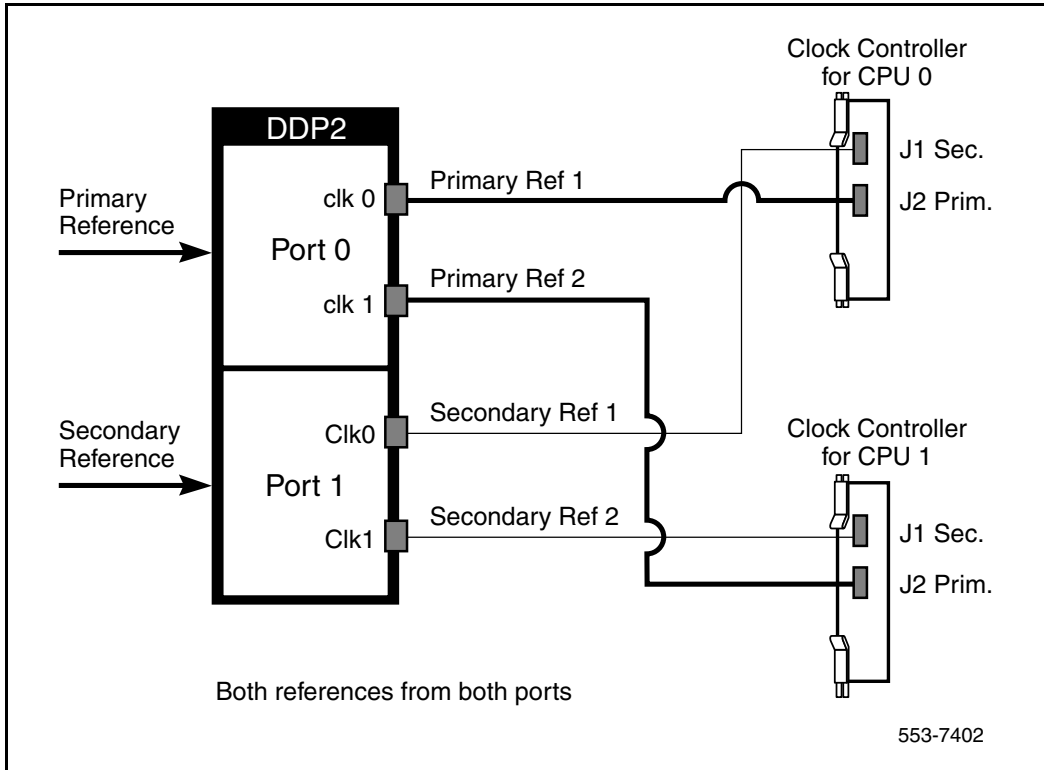 Clock Controller
for CPU 0
DDP2
J1 Sec.
Primary
Reference
clk 0
Primary Ref 1
J2 Prim.
Port 0
clk 1
Primary Ref 2
Secondary
Reference
Clk0
Secondary Ref 1
Clock Controller
for CPU 1
Port 1
Clk1
Secondary Ref 2
J1 Sec.
J2 Prim.
Both references from both ports
553-7402